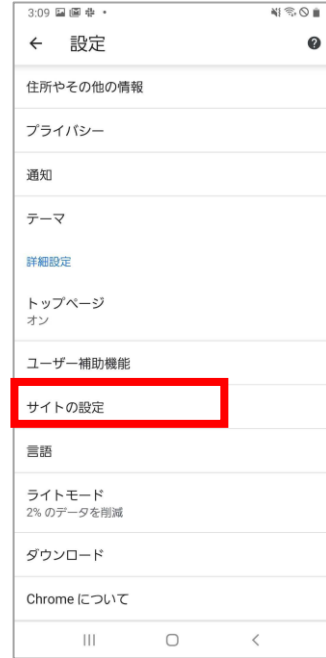 3:09
設定
住所やその他の情報
プライバシー
通知
テーマ
詳細設定
トップページ
オン
ユーザー補助機能
サイトの設定
言語
ライトモード
2% のデータを削減
ダウンロード
Chrome について